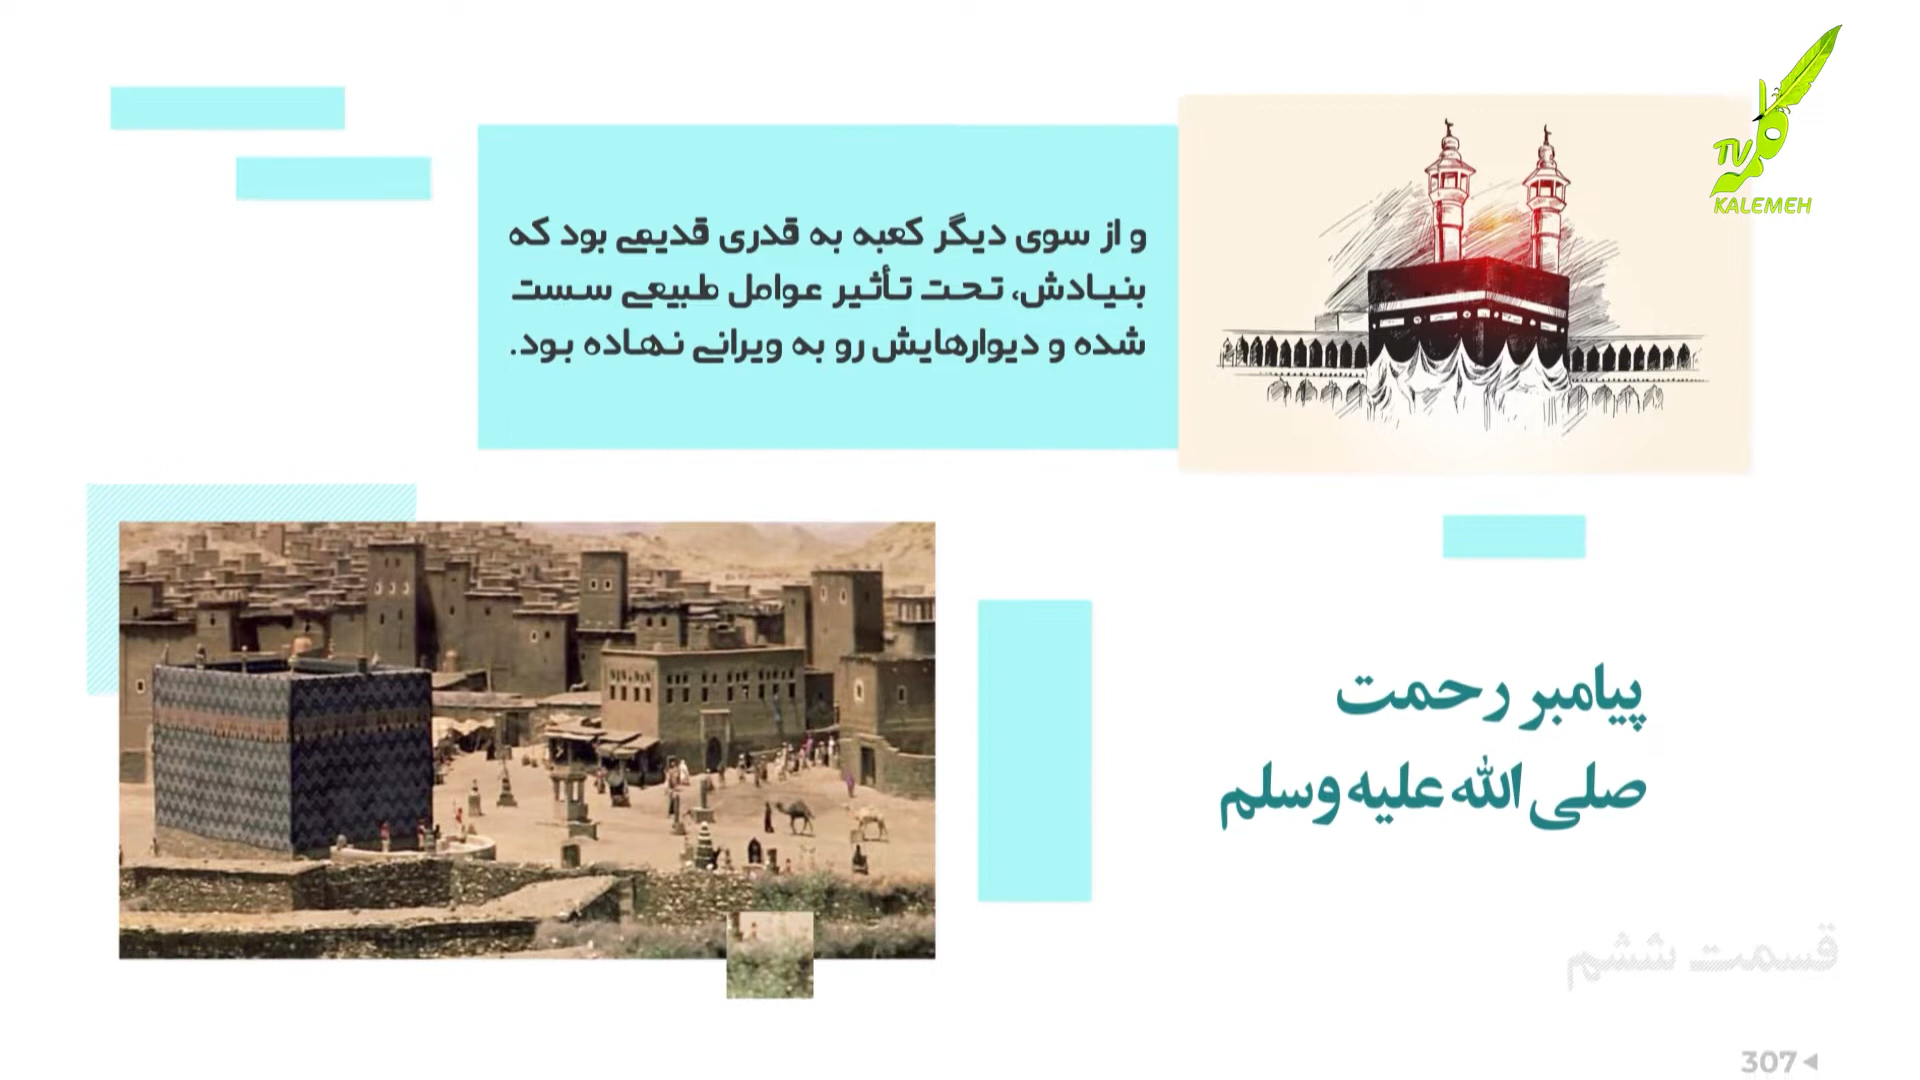 و از سوی دیگر کعبه به قدری قدیمی بود که
بنیادش، تحت تأثیر عوامل طبیعی سست
شده و دیوارهایش رو به ویرانی نهاده بود.
TV
KALEMEH
پیامبر رحمت
صلی الله علیه وسلم
قسمت ششم
307